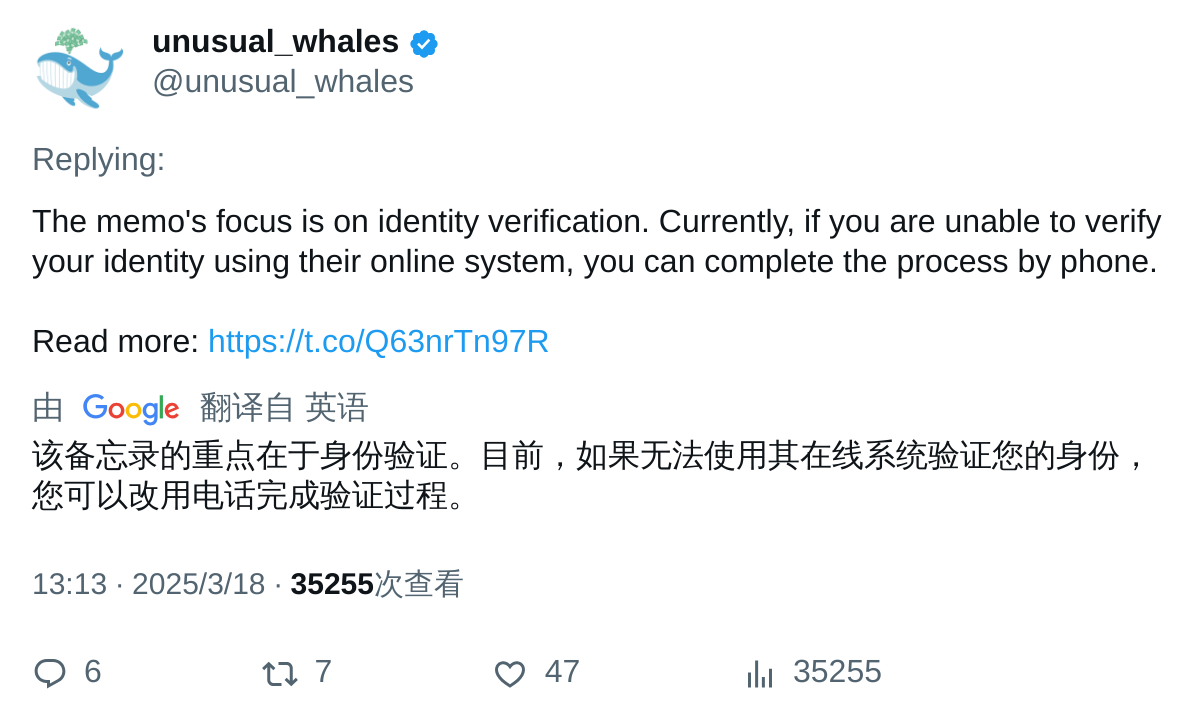 unusual_whales
@unusual_whales
Replying:
The memo's focus is on identity verification. Currently, if you are unable to verify
your identity using their online system, you can complete the process by phone.
Read more: https://t.co/Q63nrTn97R
由 Google 翻译自 英语
该备忘录的重点在于身份验证。目前，如果无法使用其在线系统验证您的身份，
您可以改用电话完成验证过程。
13:13 · 2025/3/18 · 35255次查看
6 7 47 35255